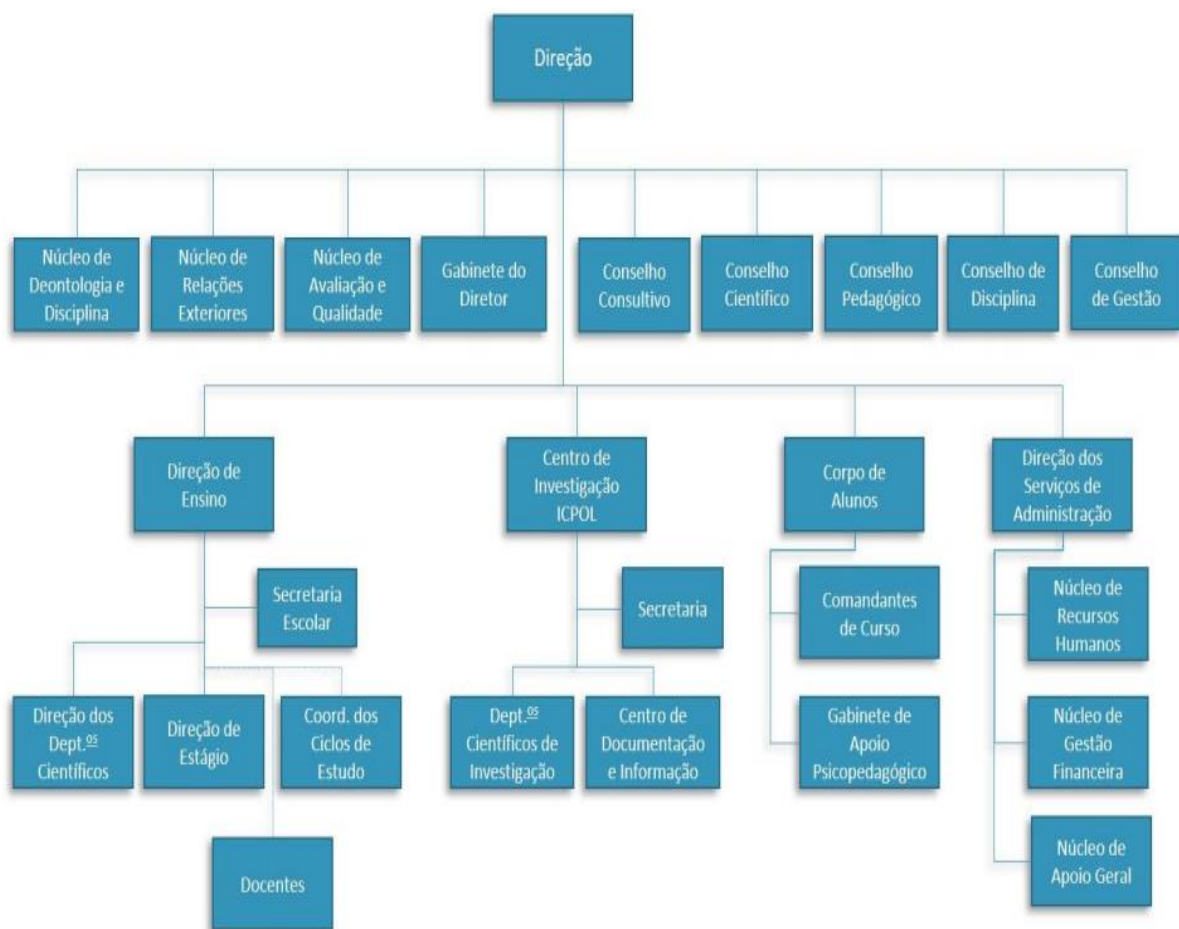 Direção
Núcleo de
Deontologia e
Disciplina
Núcleo de
Relações
Exteriores
Núcleo de
Avaliação e
Qualidade
Gabinete do
Diretor
Conselho
Consultivo
Conselho
Científico
Conselho
Pedagógico
Conselho de
Disciplina
Conselho
de Gestão
Direção de
Ensino
Centro de
Investigação
ICPOL
Corpo de
Alunos
Direção dos
Serviços de
Administração
Secretaria
Escolar
Secretaria
Comandantes
de Curso
Núcleo de
Recursos
Humanos
Direção dos
Dept.os
Científicos
Direção de
Estágio
Coord. dos
Ciclos de
Estudo
Dept.os
Científicos de
Investigação
Centro de
Documentação
e Informação
Gabinete de
Apoio
Psicopedagógico
Núcleo de
Gestão
Financeira
Docentes
Núcleo de
Apoio Geral